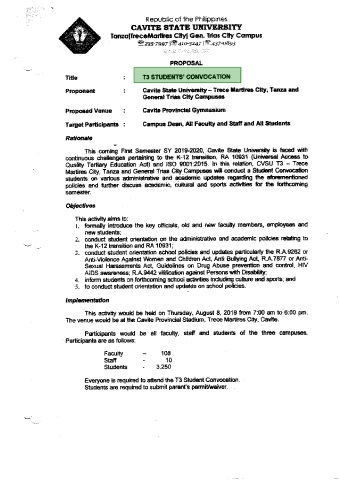 Republic of the Philippines
CAVITE STATE UNIVERSITY
Tanza|Trece Martires City| Gen. Trias City Campus
PROPOSAL
Title : T3 STUDENTS' CONVOCATION
Proponent : Cavite State University – Trece Martires City, Tanza and
General Trias City Campuses
Proposed Venue : Cavite Provincial Gymnasium
Target Participants : Campus Dean, All Faculty and Staff and All Students
Rationale
This coming First Semester SY 2019-2020, Cavite State University is faced with
continuous challenges pertaining to the K-12 transition, RA 10931 (Universal Access to
Quality Tertiary Education Act) and ISO 9001:2015. In this relation, CVSU T3 – Trece
Martires City, Tanza and General Trias City Campuses will conduct a Student Convocation
students on various administrative and academic updates regarding the aforementioned
policies and further discuss academic, cultural and sports activities for the forthcoming
semester.
Objectives
This activity aims to:
1. formally introduce the key officials, old and new faculty members, employees and
new students;
2. conduct student orientation on the administrative and academic policies relating to
the K-12 transition and RA 10931;
3. conduct student orientation school policies and updates particularly the R.A.9262 or
Anti-Violence Against Women and Children Act, Anti Bullying Act, R.A.7877 or Anti-
Sexual Harassments Act, Guidelines on Drug Abuse prevention and control, HIV
AIDS awareness; R.A.9442 vilification against Persons with Disability;
4. inform students on forthcoming school activities including culture and sports; and
5. to conduct student orientation and updates on school policies.
Implementation
This activity would be held on Thursday, August 8, 2019 from 7:00 am to 6:00 pm.
The venue would be at the Cavite Provincial Stadium, Trece Martires City, Cavite.
Participants would be all faculty, staff and students of the three campuses.
Participants are as follows:
Faculty – 108
Staff - 10
Students - 3,250
Everyone is required to attend the T3 Student Convocation.
Students are required to submit parent's permit/waiver.